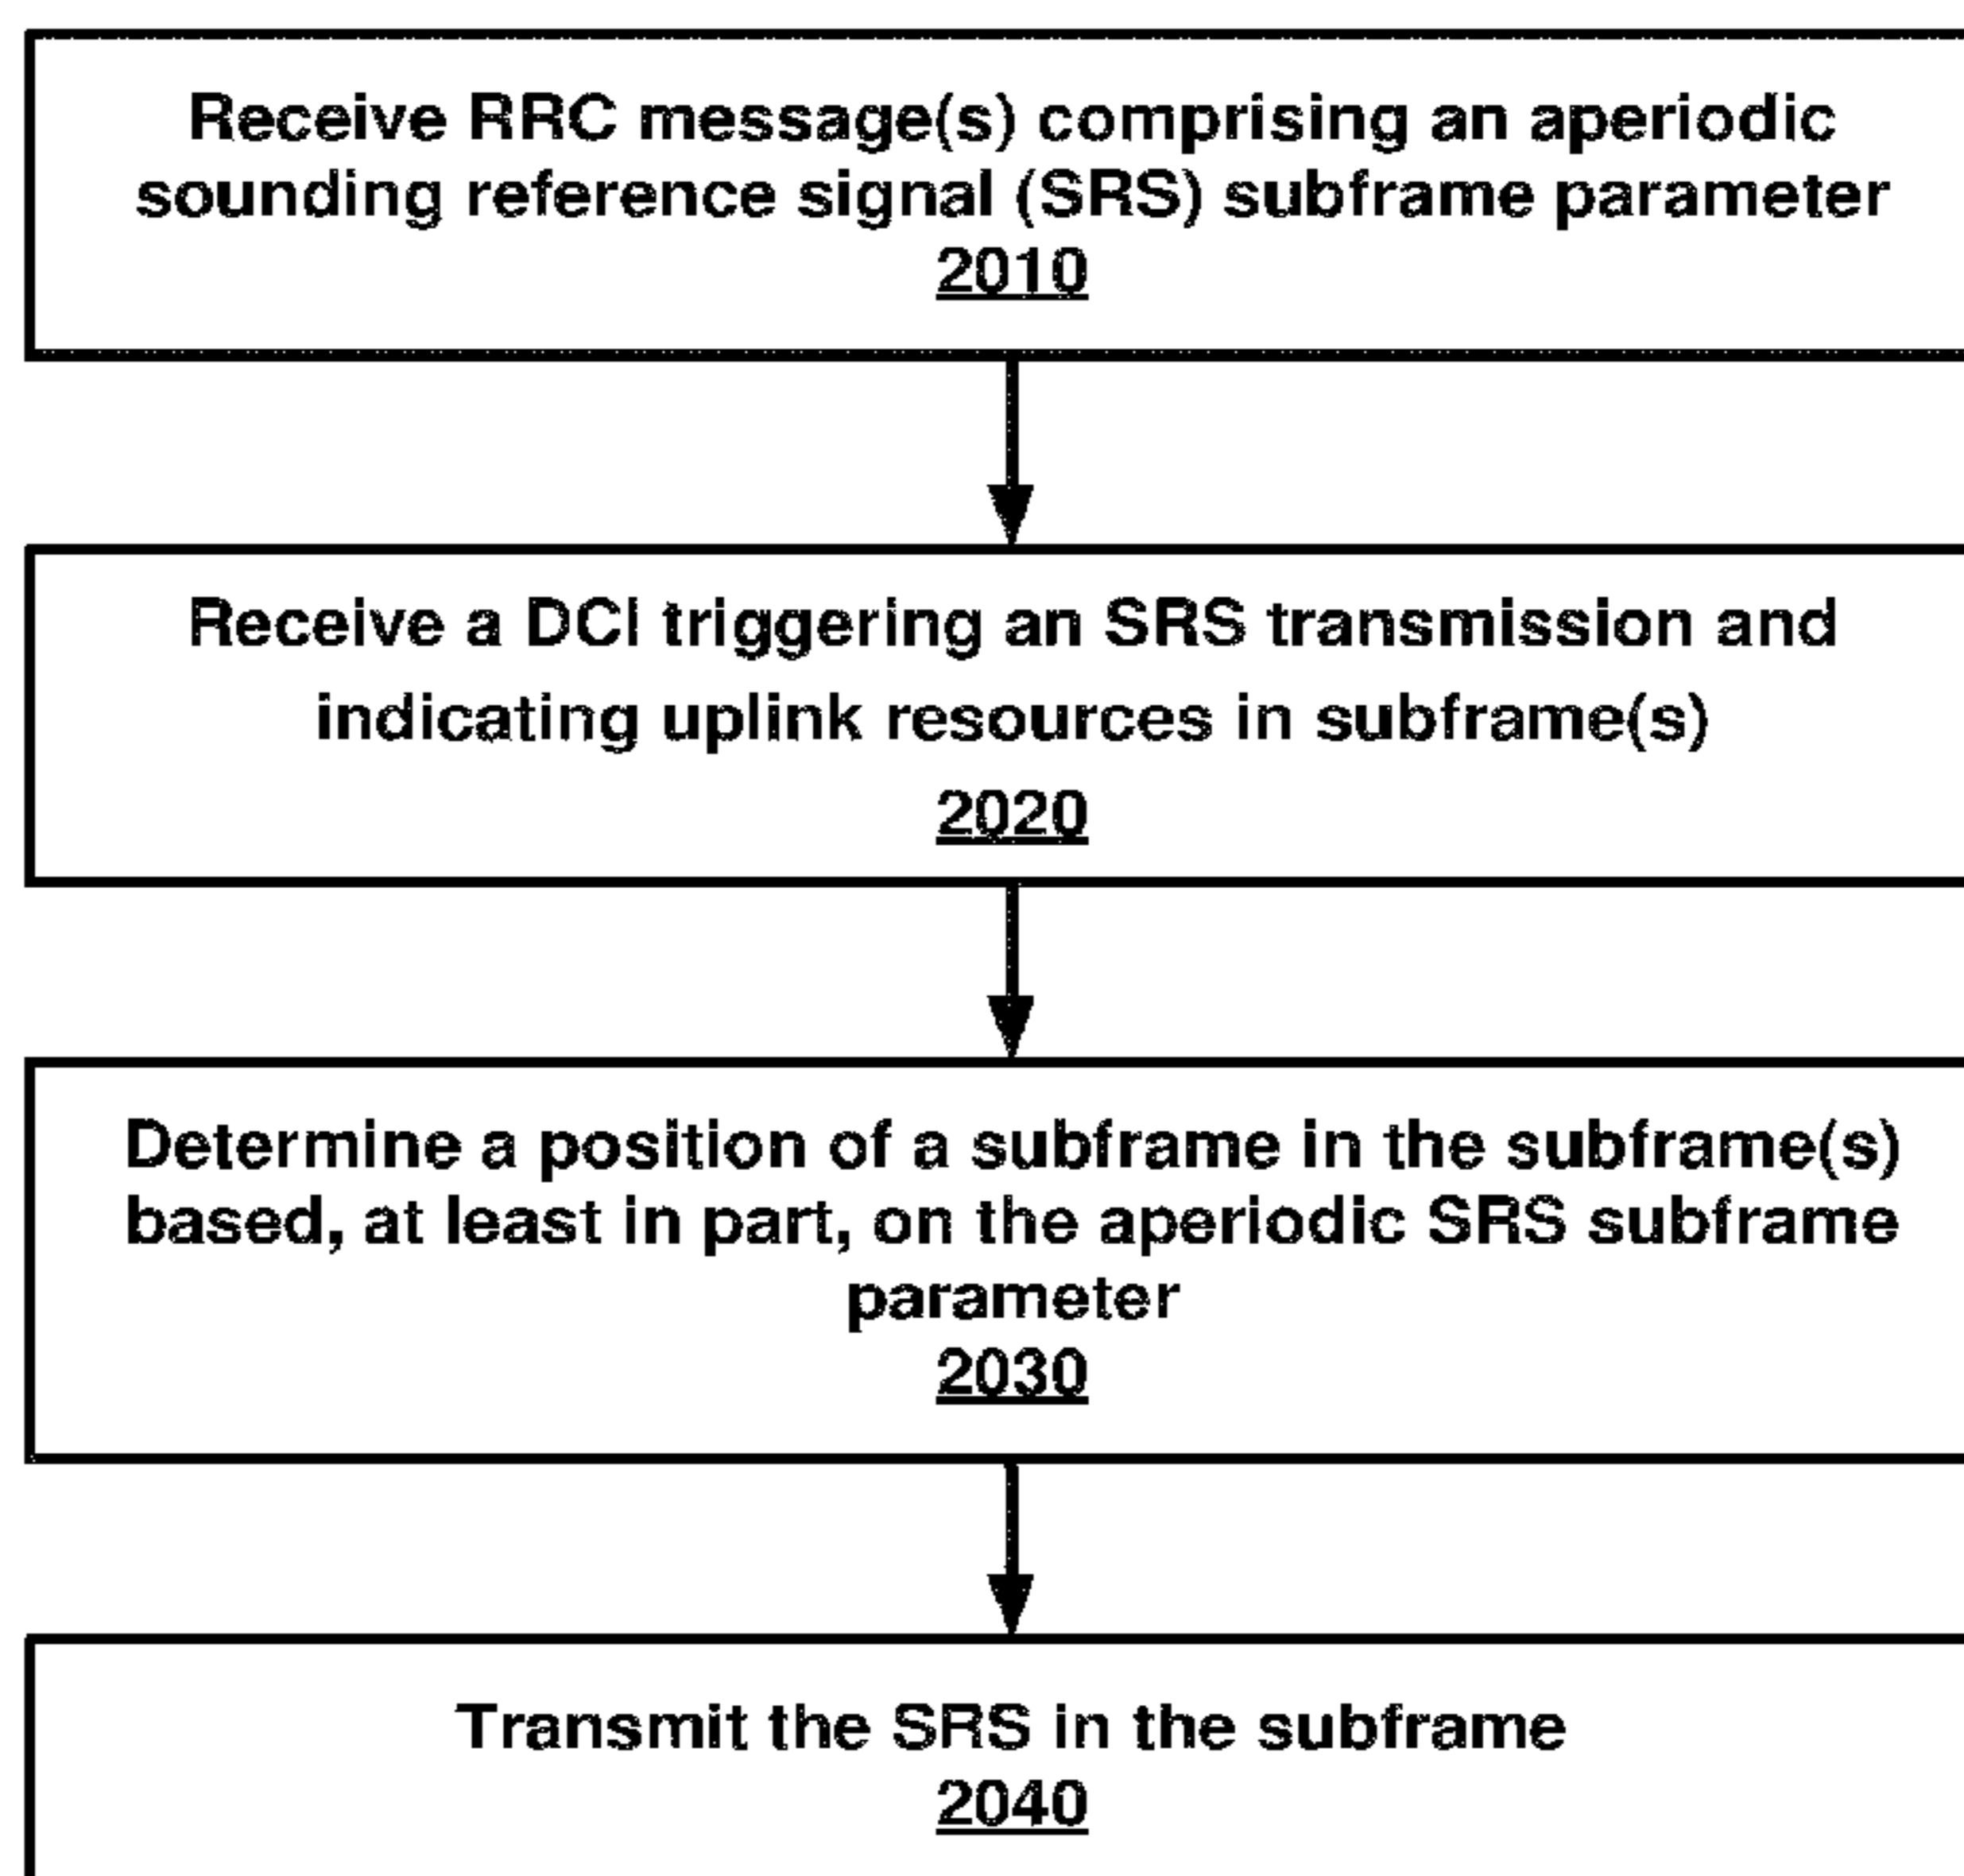 Receive RRC message(s) comprising an aperiodic
sounding reference signal (SRS) subframe parameter
2010
Receive a DCI triggering an SRS transmission and
indicating uplink resources in subframe(s)
2020
Determine a position of a subframe in the subframe(s)
based, at least in part, on the aperiodic SRS subframe
parameter
2030
Transmit the SRS in the subframe
2040